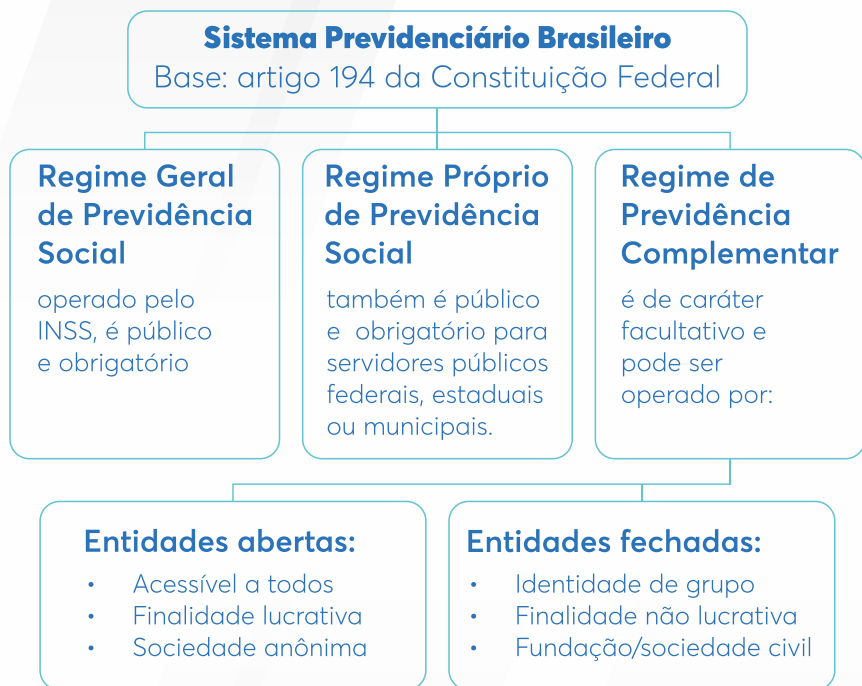 Sistema Previdenciário Brasileiro
Base: artigo 194 da Constituição Federal
Regime Geral
de Previdência
Social
operado pelo
INSS, é público
e obrigatório
Regime Próprio
de Previdência
Social
também é público
e obrigatório para
servidores públicos
federais, estaduais
ou municipais.
Regime de
Previdência
Complementar
é de caráter
facultativo e
pode ser
operado por:
Entidades abertas:
• Acessível a todos
• Finalidade lucrativa
• Sociedade anônima
Entidades fechadas:
• Identidade de grupo
• Finalidade não lucrativa
• Fundação/sociedade civil